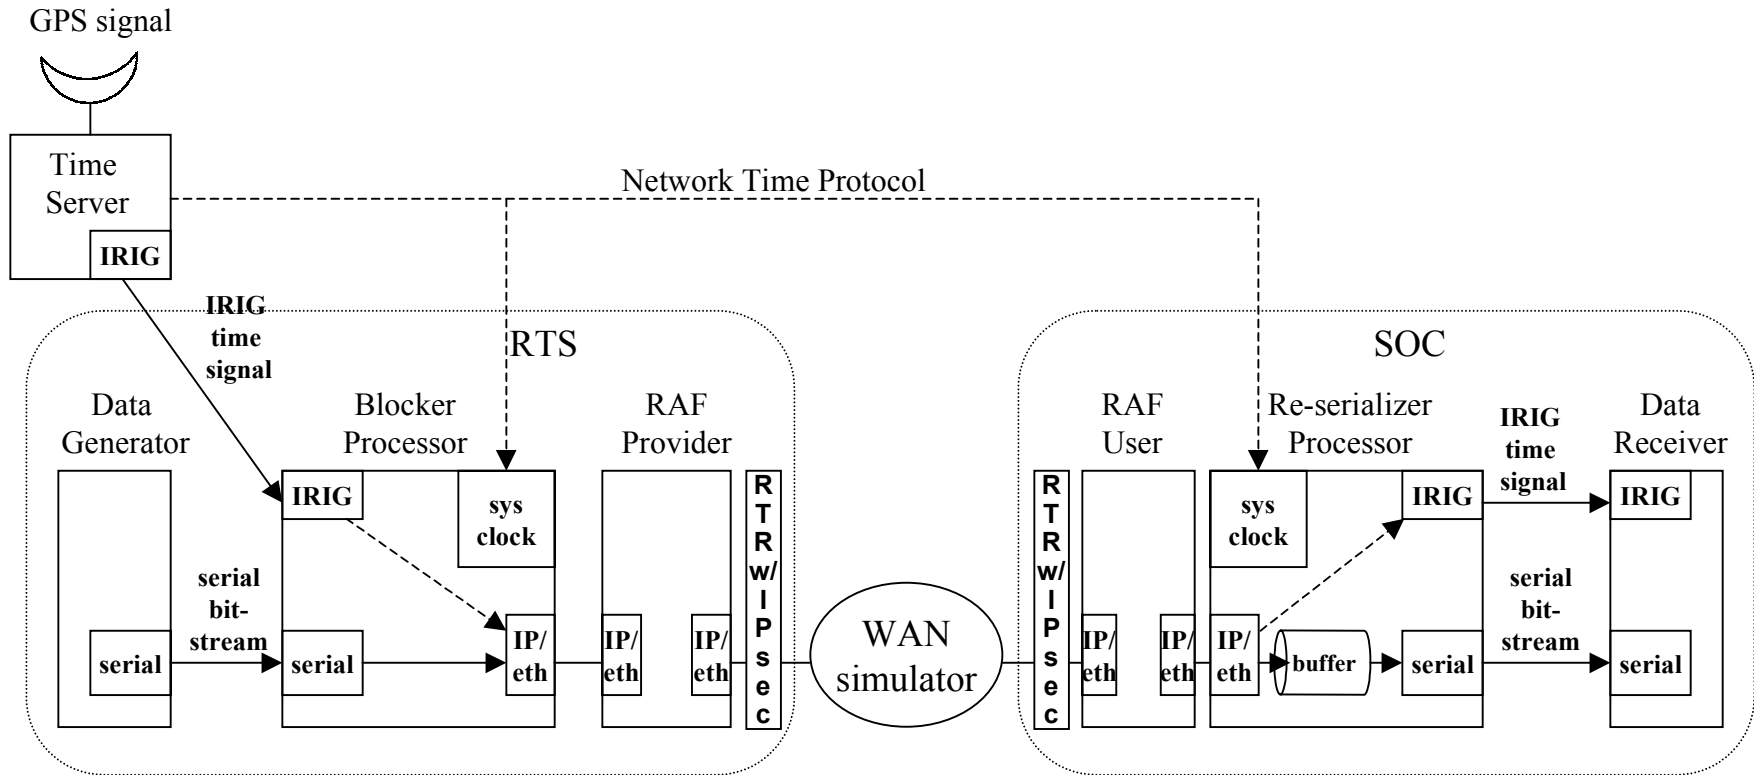 GPS signal
Time
Server
IRIG
Network Time Protocol
IRIG
time
signal
RTS
SOC
Data
Generator
Blocker
Processor
RAF
Provider
RAF
User
Re-serializer
Processor
IRIG
time
signal
Data
Receiver
IRIG
sys
clock
R
T
R
w/
I
P
s
e
c
R
T
R
w/
I
P
s
e
c
sys
clock
IRIG
IRIG
serial
bit-
stream
serial
serial
IP/
eth
IP/
eth
IP/
eth
WAN
simulator
IP/
eth
IP/
eth
IP/
eth
buffer
serial
serial
bit-
stream
serial